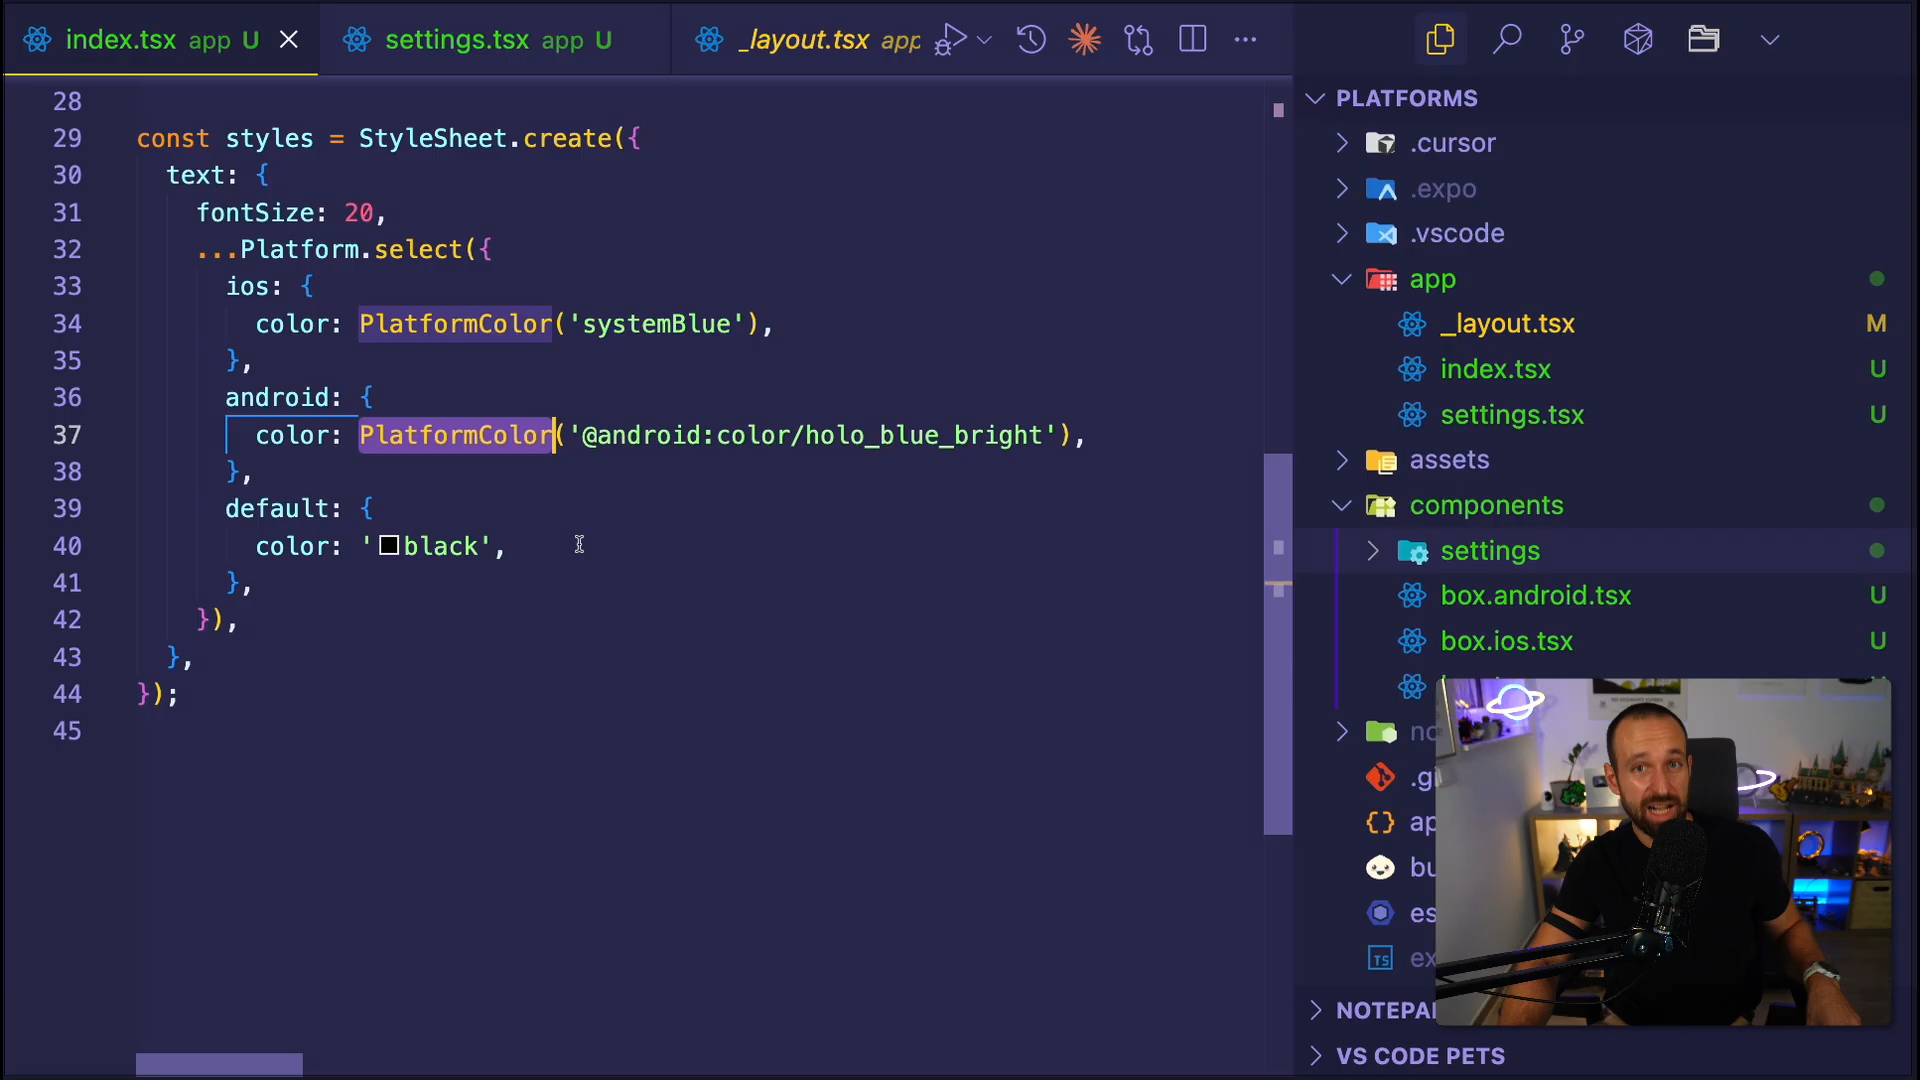 index.tsx app U
settings.tsx app U
_layout.tsx app
28
29 const styles = StyleSheet.create({
30 text: {
31 fontSize: 20,
32 ...Platform.select({
33 ios: {
34 color: PlatformColor('systemBlue'),
35 },
36 android: {
37 color: PlatformColor('@android:color/holo_blue_bright'),
38 },
39 default: {
40 color: 'black',
41 },
42 }),
43 },
44 });
45
PLATFORMS
.cursor
.expo
.vscode
app
_layout.tsx M
index.tsx U
settings.tsx U
assets
components
settings
box.android.tsx U
box.ios.tsx U
TS
VS CODE PETS